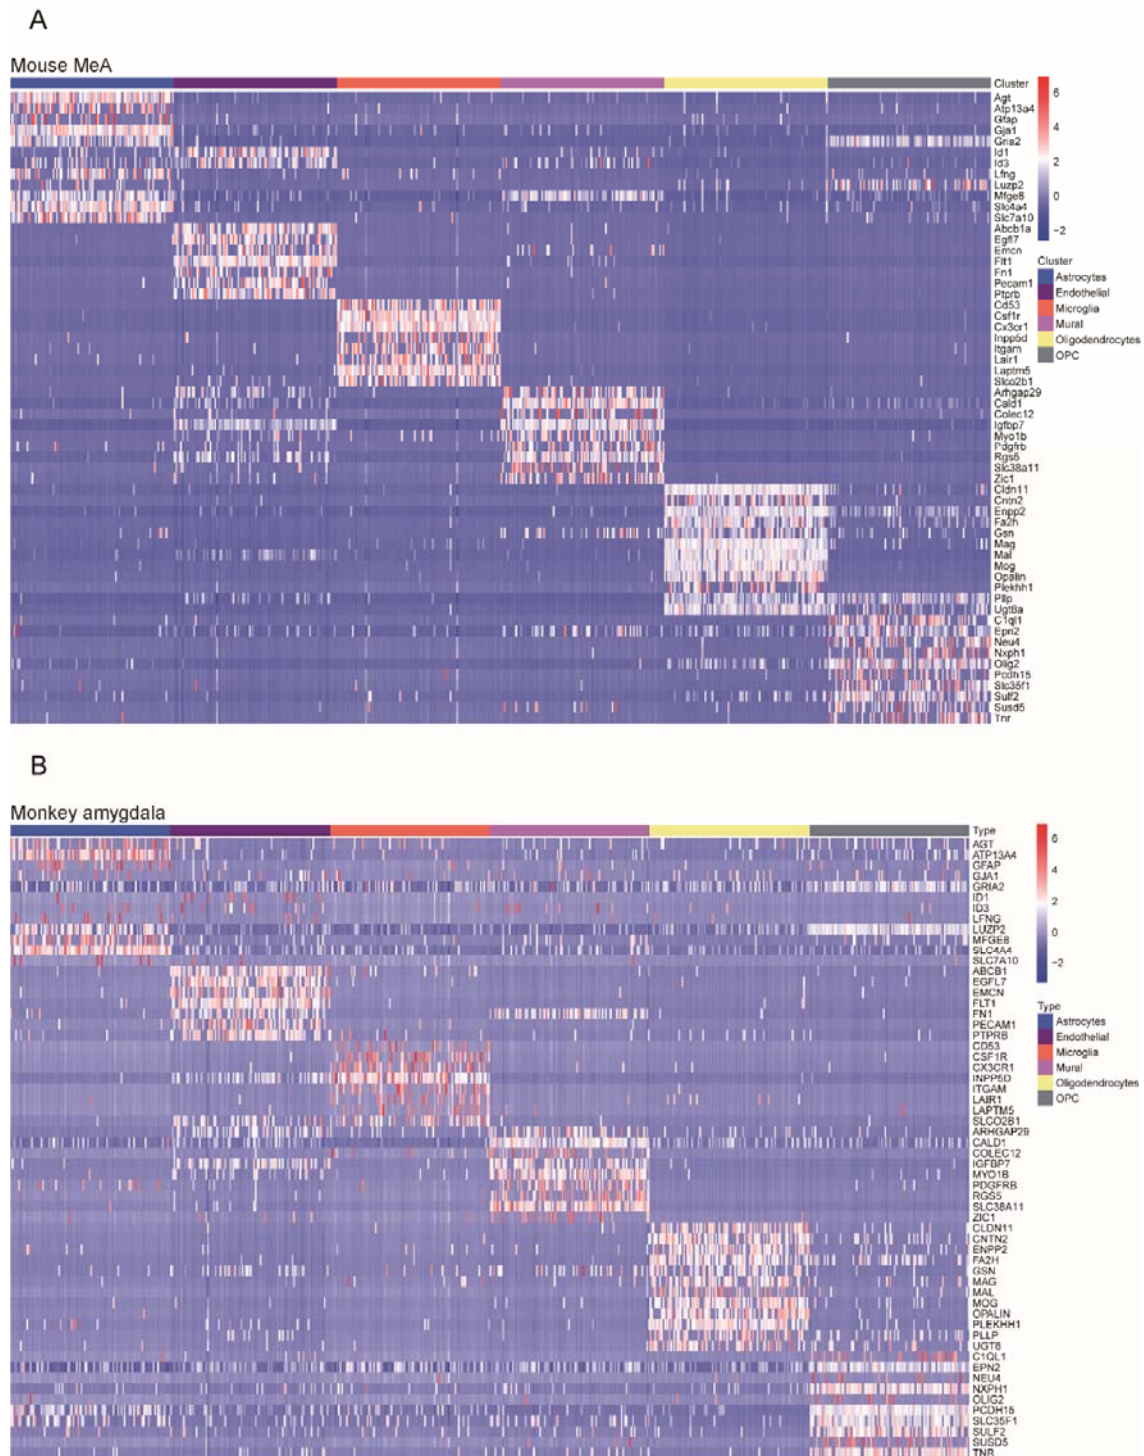 A
Mouse MeA
Cluster
Agt
Atp13a4
Gfap
Gja1
Gria2
Id1
Id3
Lfng
Luzp2
Mfge8
Slc4a4
Slc7a10
Abcb1a
Egfl7
Emcn
Flt1
Fn1
Pecam1
Ptprb
Cd53
Csf1r
Cx3cr1
Inpp5d
Itgam
Lair1
Laptm5
Slco2b1
Arhgap29
Cald1
Colec12
Igfbp7
Myo1b
Pdgfrb
Rgs5
Slc38a11
Zic1
Cldn11
Cntn2
Enpp2
Fa2h
Gsn
Mag
Mal
Mog
Opalin
Plekhh1
Pllp
Ugt8a
C1ql1
Epn2
Neu4
Nxph1
Olig2
Pcdh15
Slc35f1
Sulf2
Susd5
Tnr
6
4
2
0
−2
Cluster
Astrocytes
Endothelial
Microglia
Mural
Oligodendrocytes
OPC
B
Monkey amygdala
Type
AGT
ATP13A4
GFAP
GJA1
GRIA2
ID1
ID3
LFNG
LUZP2
MFGE8
SLC4A4
SLC7A10
ABCB1
EGFL7
EMCN
FLT1
FN1
PECAM1
PTPRB
CD53
CSF1R
CX3CR1
INPP5D
ITGAM
LAIR1
LAPTM5
SLCO2B1
ARHGAP29
CALD1
COLEC12
IGFBP7
MYO1B
PDGFRB
RGS5
SLC38A11
ZIC1
CLDN11
CNTN2
ENPP2
FA2H
GSN
MAG
MAL
MOG
OPALIN
PLEKHH1
PLLP
UGT8
C1QL1
EPN2
NEU4
NXPH1
OLIG2
PCDH15
SLC35F1
SULF2
SUSD5
TNR
6
4
2
0
−2
Type
Astrocytes
Endothelial
Microglia
Mural
Oligodendrocytes
OPC